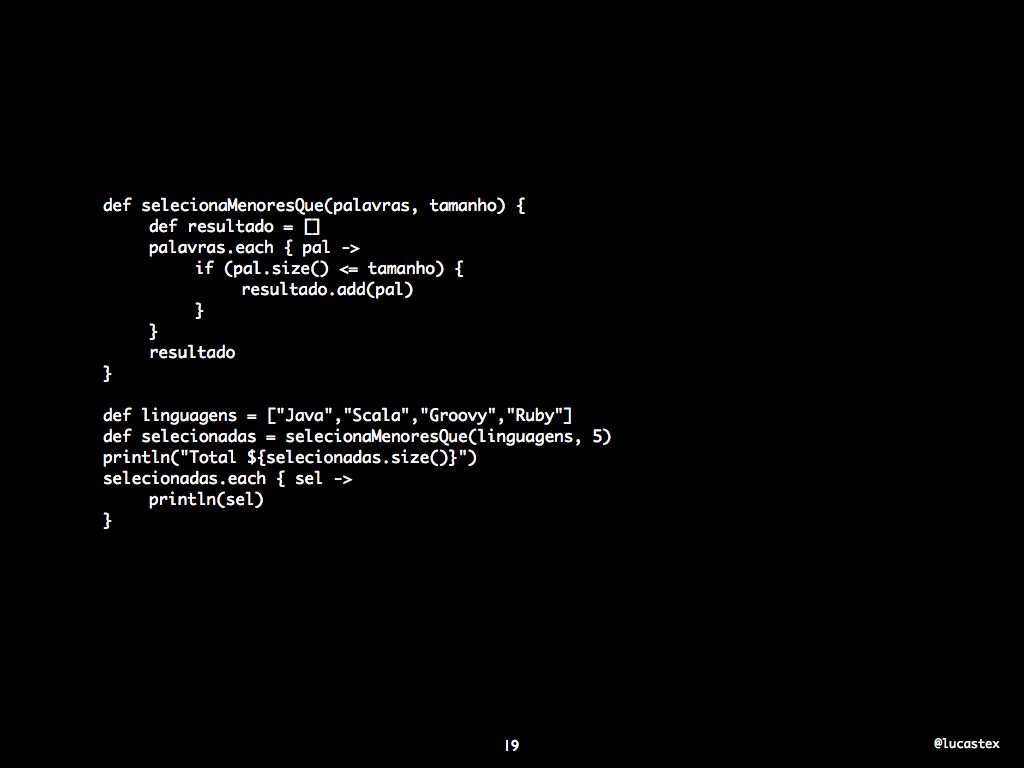 def selecionaMenoresQue(palavras, tamanho) {
     def resultado = []
     palavras.each { pal ->
          if (pal.size() <= tamanho) {
               resultado.add(pal)
          }
     }
     resultado
}

def linguagens = ["Java","Scala","Groovy","Ruby"]
def selecionadas = selecionaMenoresQue(linguagens, 5)
println("Total ${selecionadas.size()}")
selecionadas.each { sel ->
     println(sel)
}
19
@lucastex